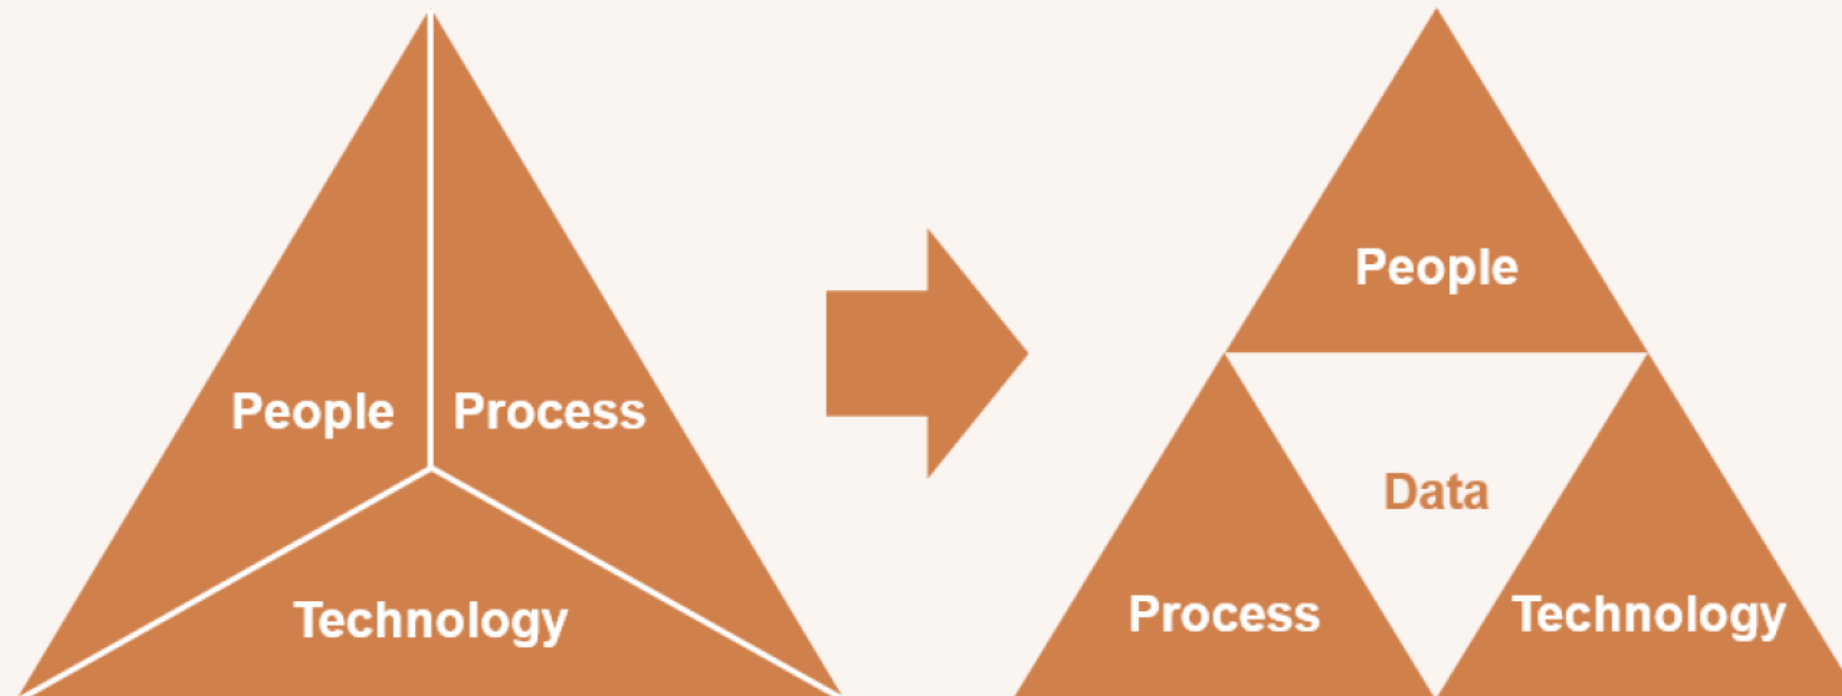 People
Process
Technology
People
Data
Process
Technology